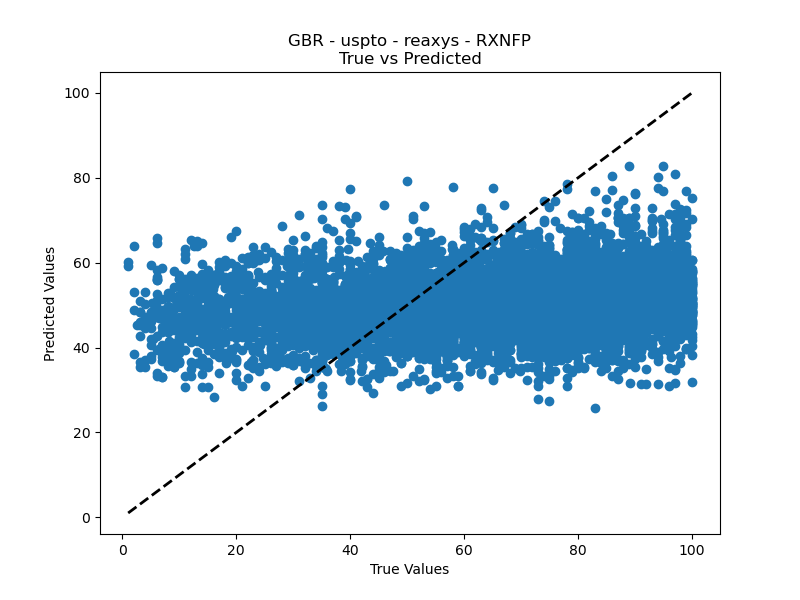 GBR - uspto - reaxys - RXNFP
True vs Predicted
100
80
60
40
20
0
Predicted Values
0 20 40 60 80 100
True Values